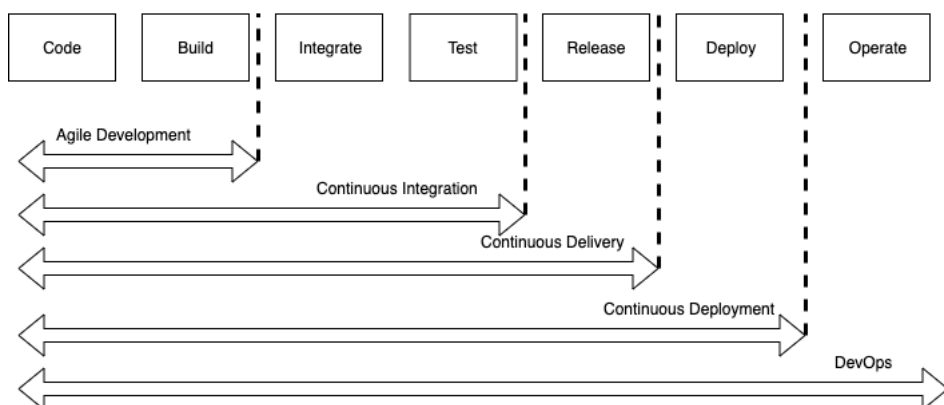 Code
Build
Integrate
Test
Release
Deploy
Operate
Agile Development
Continuous Integration
Continuous Delivery
Continuous Deployment
DevOps